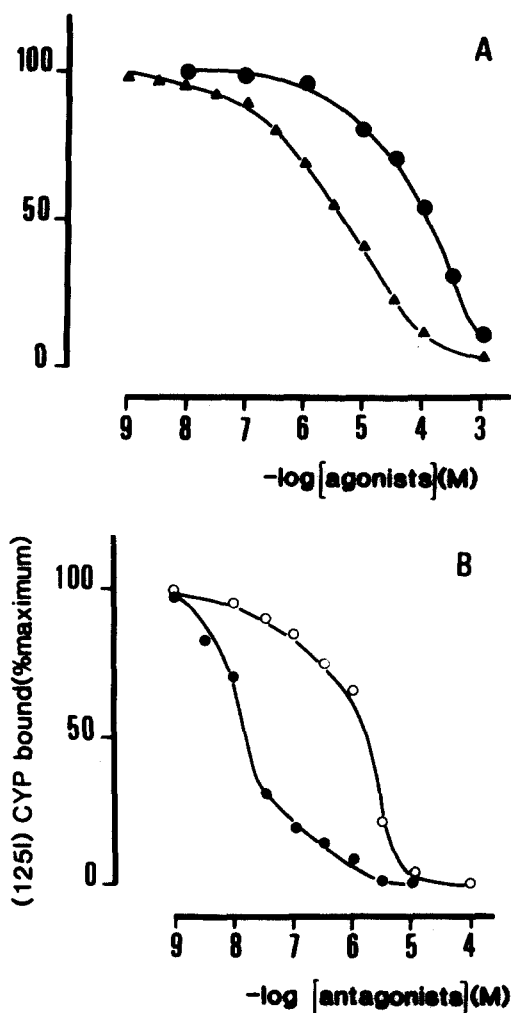 A
100
50
0
9 8 7 6 5 4 3
-log[agonists](M)
B
(125I) CYP bound(%maximum)
100
50
0
9 8 7 6 5 4
-log [antagonists](M)